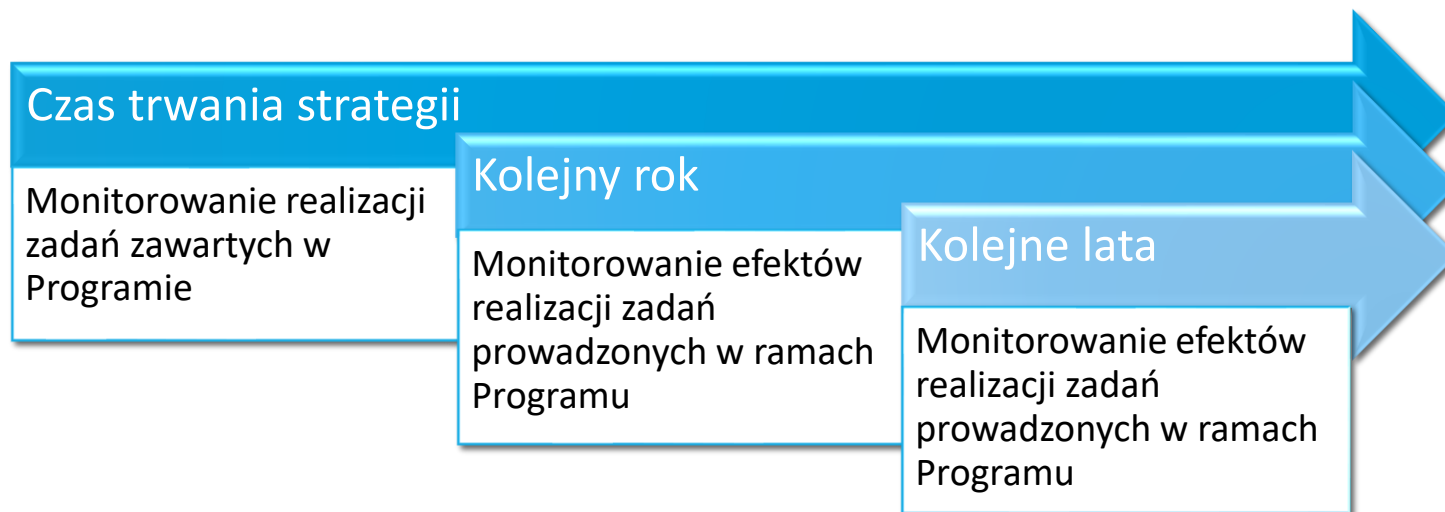 Czas trwania strategii
Monitorowanie realizacji
zadań zawartych w
Programie
Kolejny rok
Monitorowanie efektów
realizacji zadań
prowadzonych w ramach
Programu
Kolejne lata
Monitorowanie efektów
realizacji zadań
prowadzonych w ramach
Programu